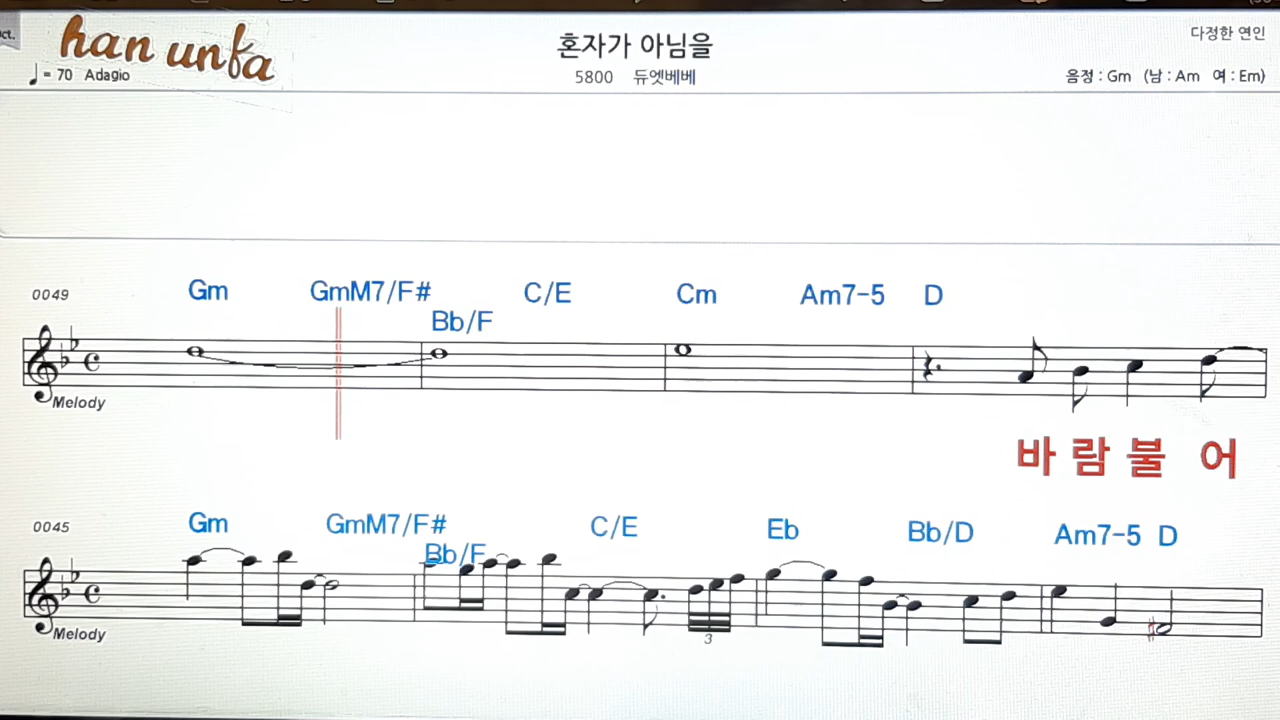 ct.
han unfa
혼자가 아님을
다정한 연인
♩= 70 Adagio
5800 듀엣베베
음정 : Gm (남 : Am 여 : Em)
0049
Gm GmM7/F# C/E Cm Am7-5 D
Bb/F
Melody
바 람 불 어
0045
Gm GmM7/F# C/E Eb Bb/D Am7-5 D
Bb/F
Melody
3